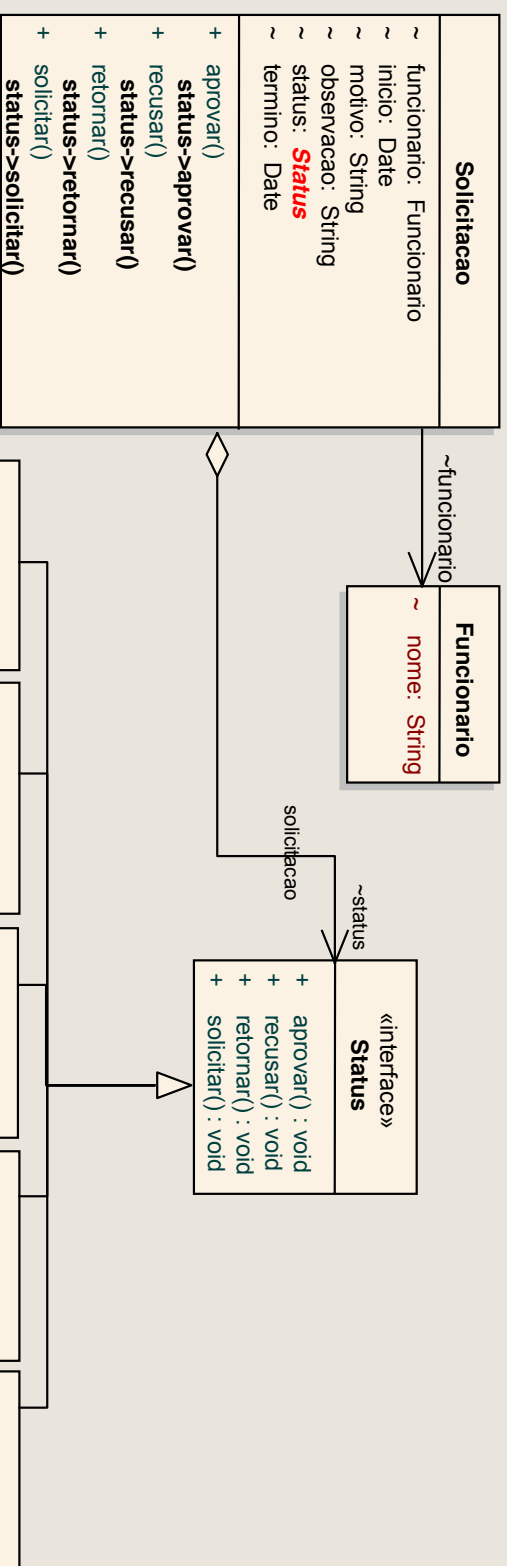 Solicitacao
~ funcionario: Funcionario
~ inicio: Date
~ motivo: String
~ observacao: String
~ status: Status
~ termino: Date
+ aprovar()
status->aprovar()
+ recusar()
status->recusar()
+ retornar()
status->retornar()
+ solicitar()
status->solicitar()
~funcionario
Funcionario
~ nome: String
solicitacao
~status
«interface»
Status
+ aprovar() : void
+ recusar() : void
+ retornar() : void
+ solicitar() : void